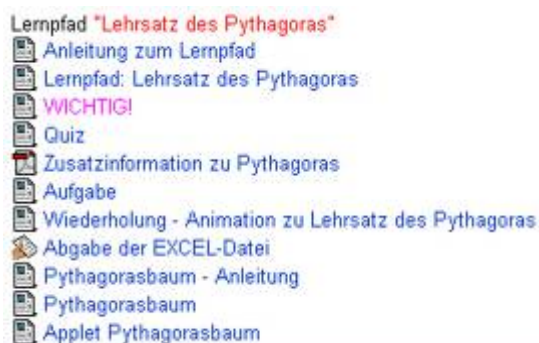 Lernpfad "Lehrsatz des Pythagoras"
Anleitung zum Lernpfad
Lernpfad: Lehrsatz des Pythagoras
WICHTIG!
Quiz
Zusatzinformation zu Pythagoras
Aufgabe
Wiederholung - Animation zu Lehrsatz des Pythagoras
Abgabe der EXCEL-Datei
Pythagorasbaum - Anleitung
Pythagorasbaum
Applet Pythagorasbaum